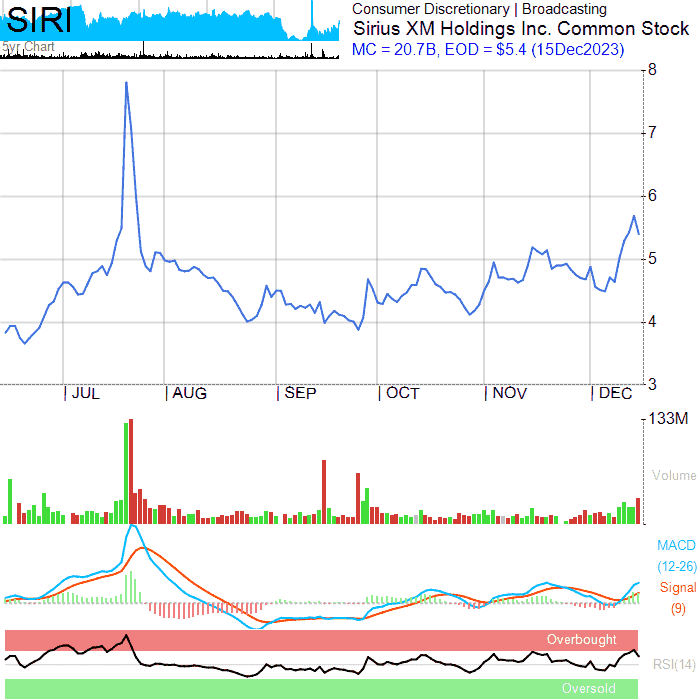 SIRI
5yr Chart
Consumer Discretionary | Broadcasting
Sirius XM Holdings Inc. Common Stock
MC = 20.7B, EOD = $5.4 (15Dec2023)
8
7
6
5
4
3
JUL AUG SEP OCT NOV DEC
133M
Volume
MACD
(12-26)
Signal
(9)
Overbought
RSI(14)
Oversold